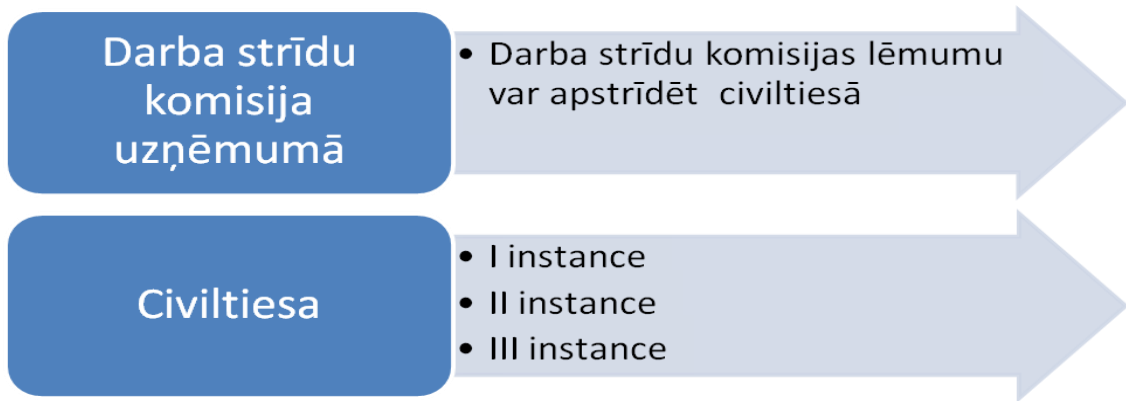 Darba strīdu
komisija
uzņēmumā
• Darba strīdu komisijas lēmumu
var apstrīdēt civiltiesā
Civiltiesa
• I instance
• II instance
• III instance